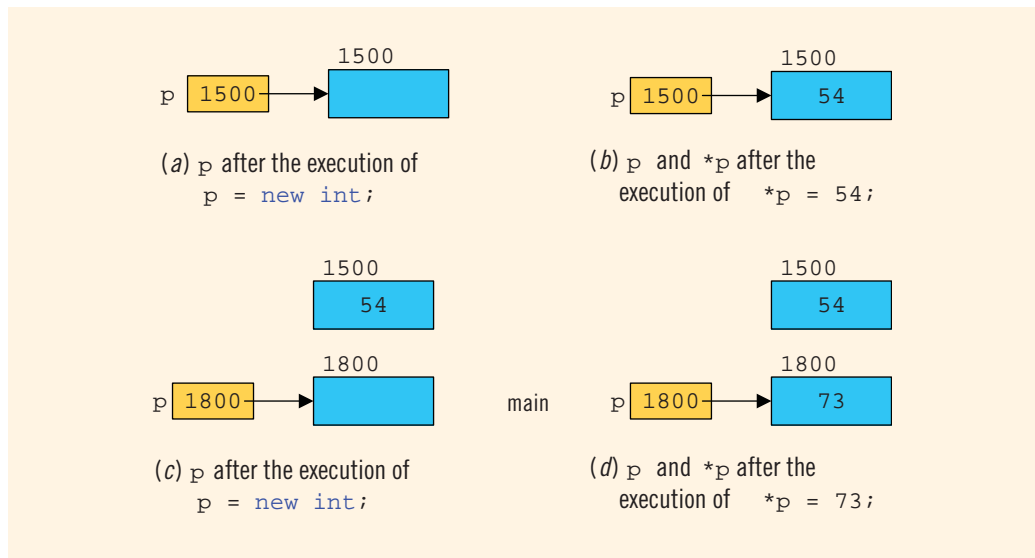 1500
p 1500
(a) p after the execution of
p = new int;
1500
p 1500 54
(b) p and *p after the
execution of *p = 54;
1500
54
1800
p 1800
(c) p after the execution of
p = new int;
main
1500
54
1800
p 1800 73
(d) p and *p after the
execution of *p = 73;